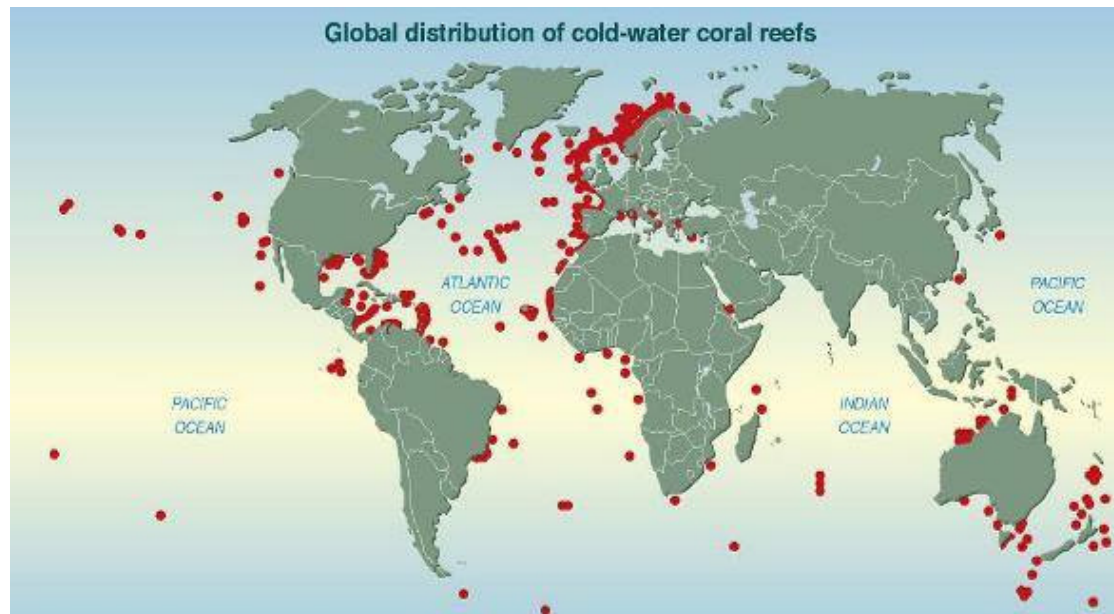 Global distribution of cold-water coral reefs
ATLANTIC
OCEAN
PACIFIC
OCEAN
PACIFIC
OCEAN
INDIAN
OCEAN